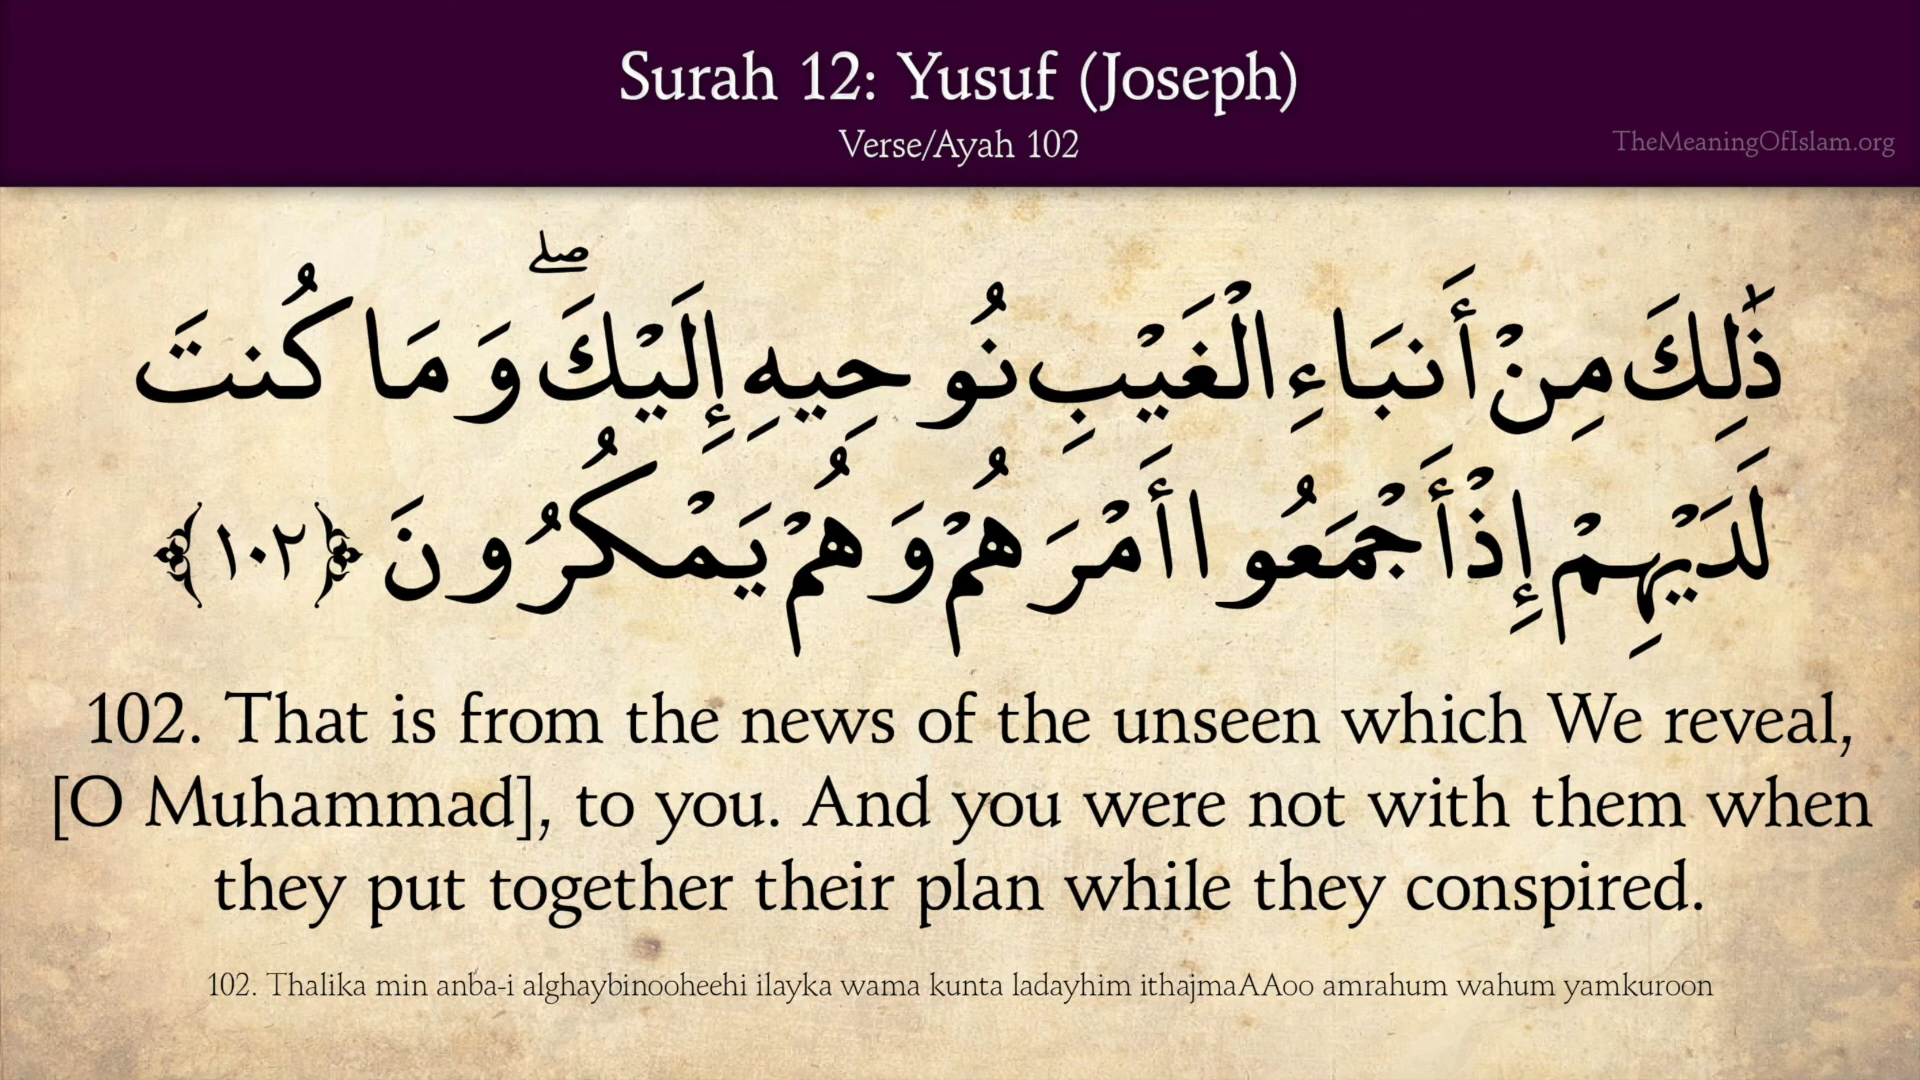 Surah 12: Yusuf (Joseph)
Verse/Ayah 102
TheMeaningOfIslam.org
ذَٰلِكَ مِنْ أَنبَاءِ الْغَيْبِ نُوحِيهِ إِلَيْكَ ۖ وَمَا كُنتَ
لَدَيْهِمْ إِذْ أَجْمَعُوا أَمْرَهُمْ وَهُمْ يَمْكُرُونَ ﴿١٠٢﴾
102. That is from the news of the unseen which We reveal,
[O Muhammad], to you. And you were not with them when
they put together their plan while they conspired.
102. Thalika min anba-i alghaybinooheehi ilayka wama kunta ladayhim ithajmaAAoo amrahum wahum yamkuroon